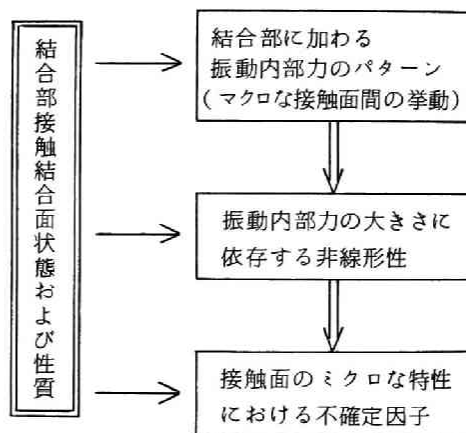 結合部接触結合面状態および性質
結合部に加わる
振動内部力のパターン
(マクロな接触面間の挙動)
振動内部力の大きさに
依存する非線形性
接触面のミクロな特性
における不確定因子